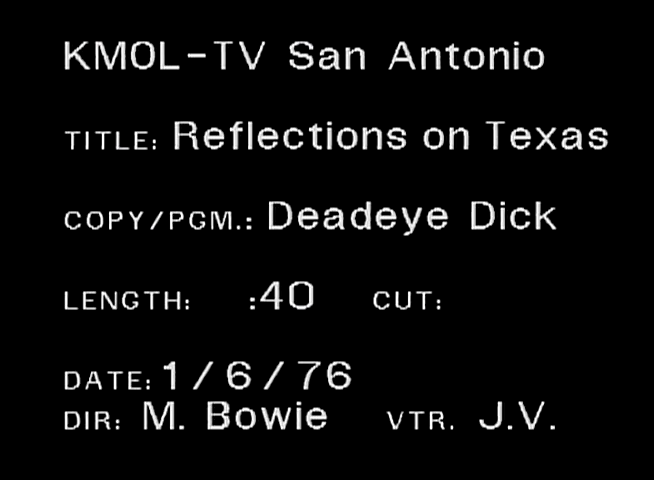 KMOL-TV San Antonio
TITLE: Reflections on Texas
COPY/PGM.: Deadeye Dick
LENGTH: :40 CUT:
DATE: 1/6/76
DIR: M. Bowie VTR. J.V.